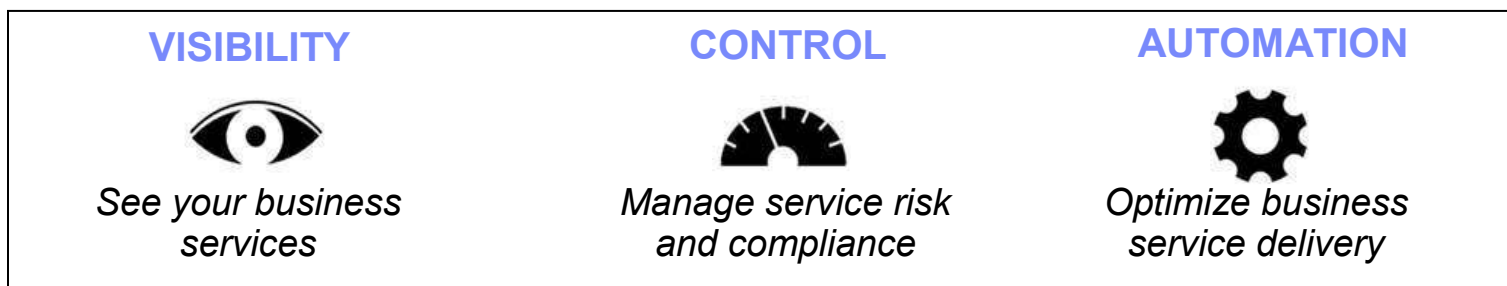 VISIBILITY
See your business
services
CONTROL
Manage service risk
and compliance
AUTOMATION
Optimize business
service delivery